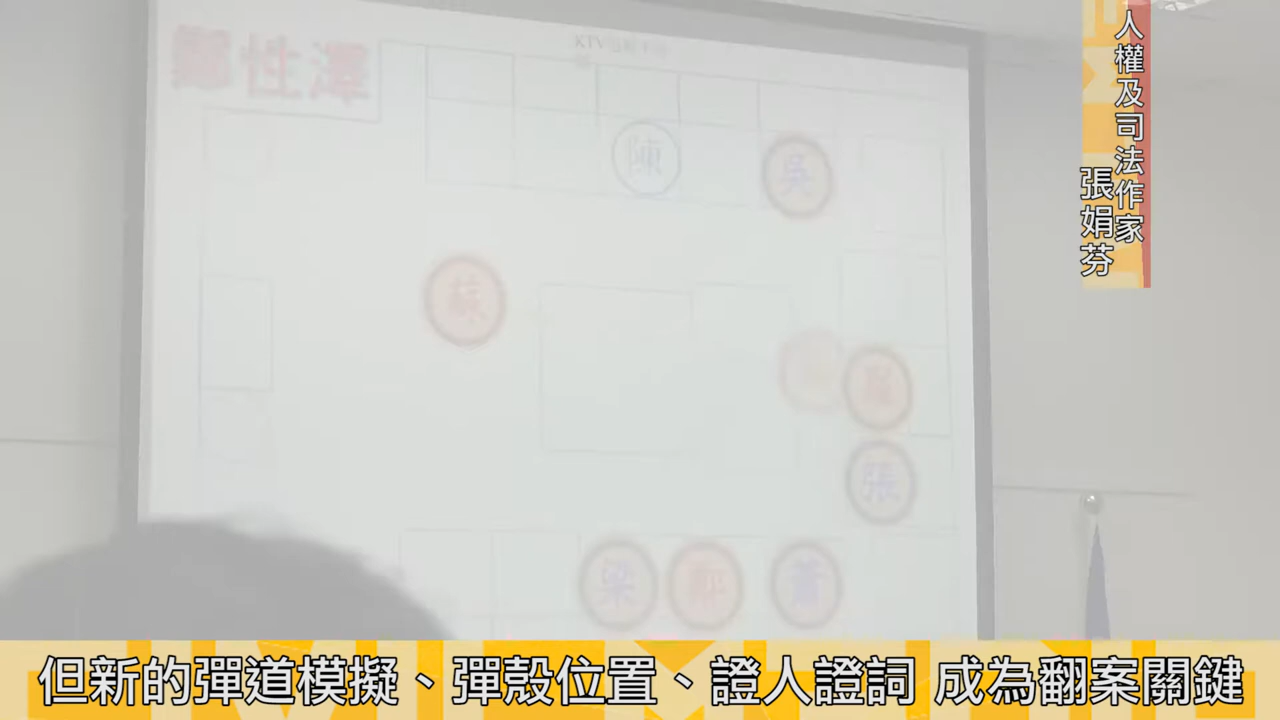 鄭性澤
KTV
陳
吳
蘇
張
梁
蕭
人權及司法作家
張娟芬
但新的彈道模擬、彈殼位置、證人證詞 成為翻案關鍵